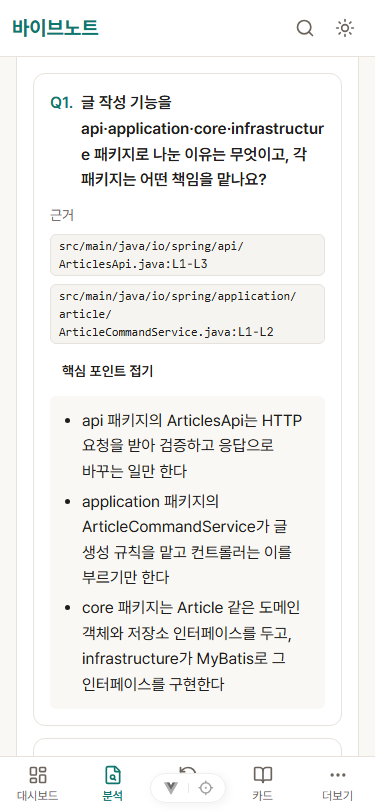 바이브노트
Q1. 글 작성 기능을
api·application·core·infrastructur
e 패키지로 나눈 이유는 무엇이고, 각
패키지는 어떤 책임을 맡나요?
근거
src/main/java/io/spring/api/
ArticlesApi.java:L1-L3
src/main/java/io/spring/application/
article/
ArticleCommandService.java:L1-L2
핵심 포인트 접기
• api 패키지의 ArticlesApi는 HTTP
요청을 받아 검증하고 응답으로
바꾸는 일만 한다
• application 패키지의
ArticleCommandService가 글
생성 규칙을 맡고 컨트롤러는 이를
부르기만 한다
• core 패키지는 Article 같은 도메인
객체와 저장소 인터페이스를 두고,
infrastructure가 MyBatis로 그
인터페이스를 구현한다
대시보드
분석
카드
더보기